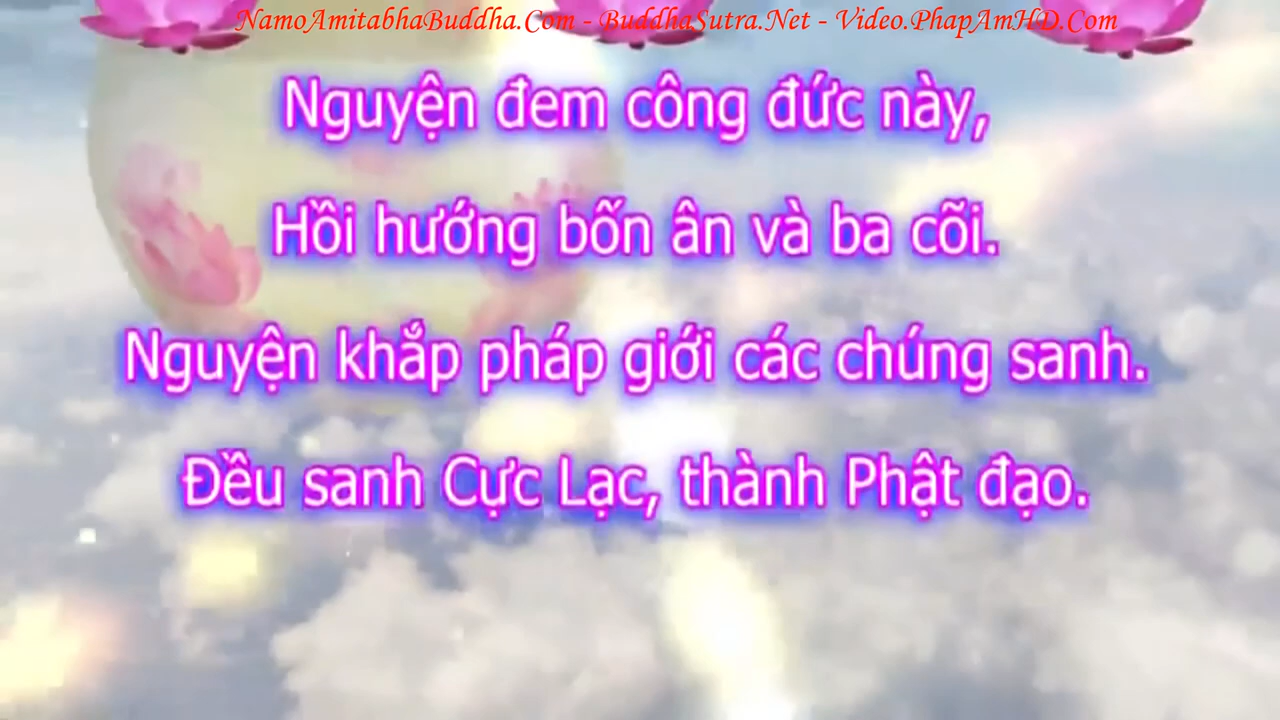 NamoAmitabhaBuddha.Com - BuddhaSutra.Net - Video.PhapAmHD.Com
Nguyện đem công đức này,
Hồi hướng bốn ân và ba cõi.
Nguyện khắp pháp giới các chúng sanh.
Đều sanh Cực Lạc, thành Phật đạo.